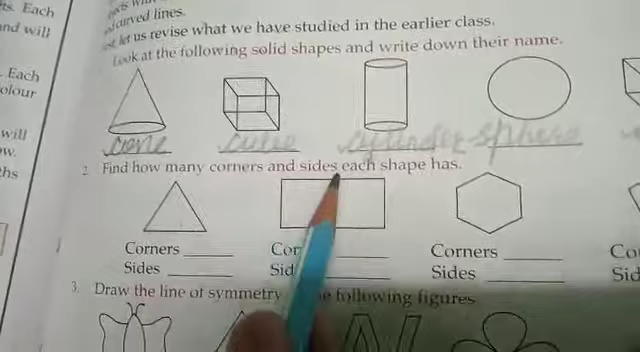 ts. Each
and will
Each
olour
will
ow.
ths
curved lines.
let us revise what we have studied in the earlier class.
Look at the following solid shapes and write down their name.
cone cube cylinder sphere
2. Find how many corners and sides each shape has.
Corners Cor Corners Co
Sides Sid Sides Sid
3. Draw the line of symmetry following figures